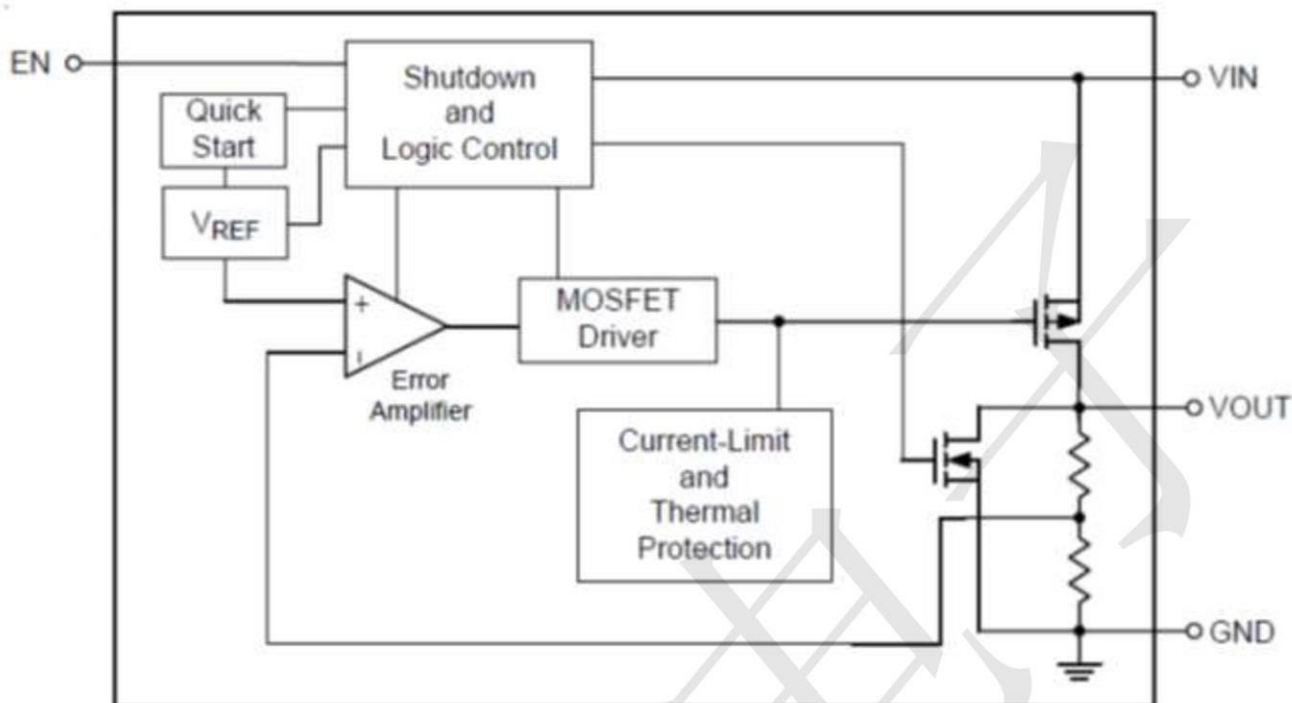 EN
Shutdown
and
Logic Control
VIN
Quick
Start
VREF
+
MOSFET
Driver
Error
Amplifier
VOUT
Current-Limit
and
Thermal
Protection
GND